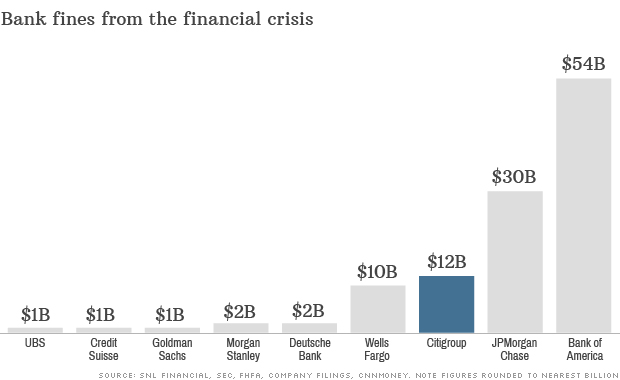 Bank fines from the financial crisis
$54B
$30B
$12B
$10B
$2B
$2B
$1B
$1B
$1B
UBS
Credit
Suisse
Goldman
Sachs
Morgan
Stanley
Deutsche
Bank
Wells
Fargo
Citigroup
JPMorgan
Chase
Bank of
America
SOURCE: SNL FINANCIAL, SEC, FHFA, COMPANY FILINGS, CNNMONEY. NOTE FIGURES ROUNDED TO NEAREST BILLION